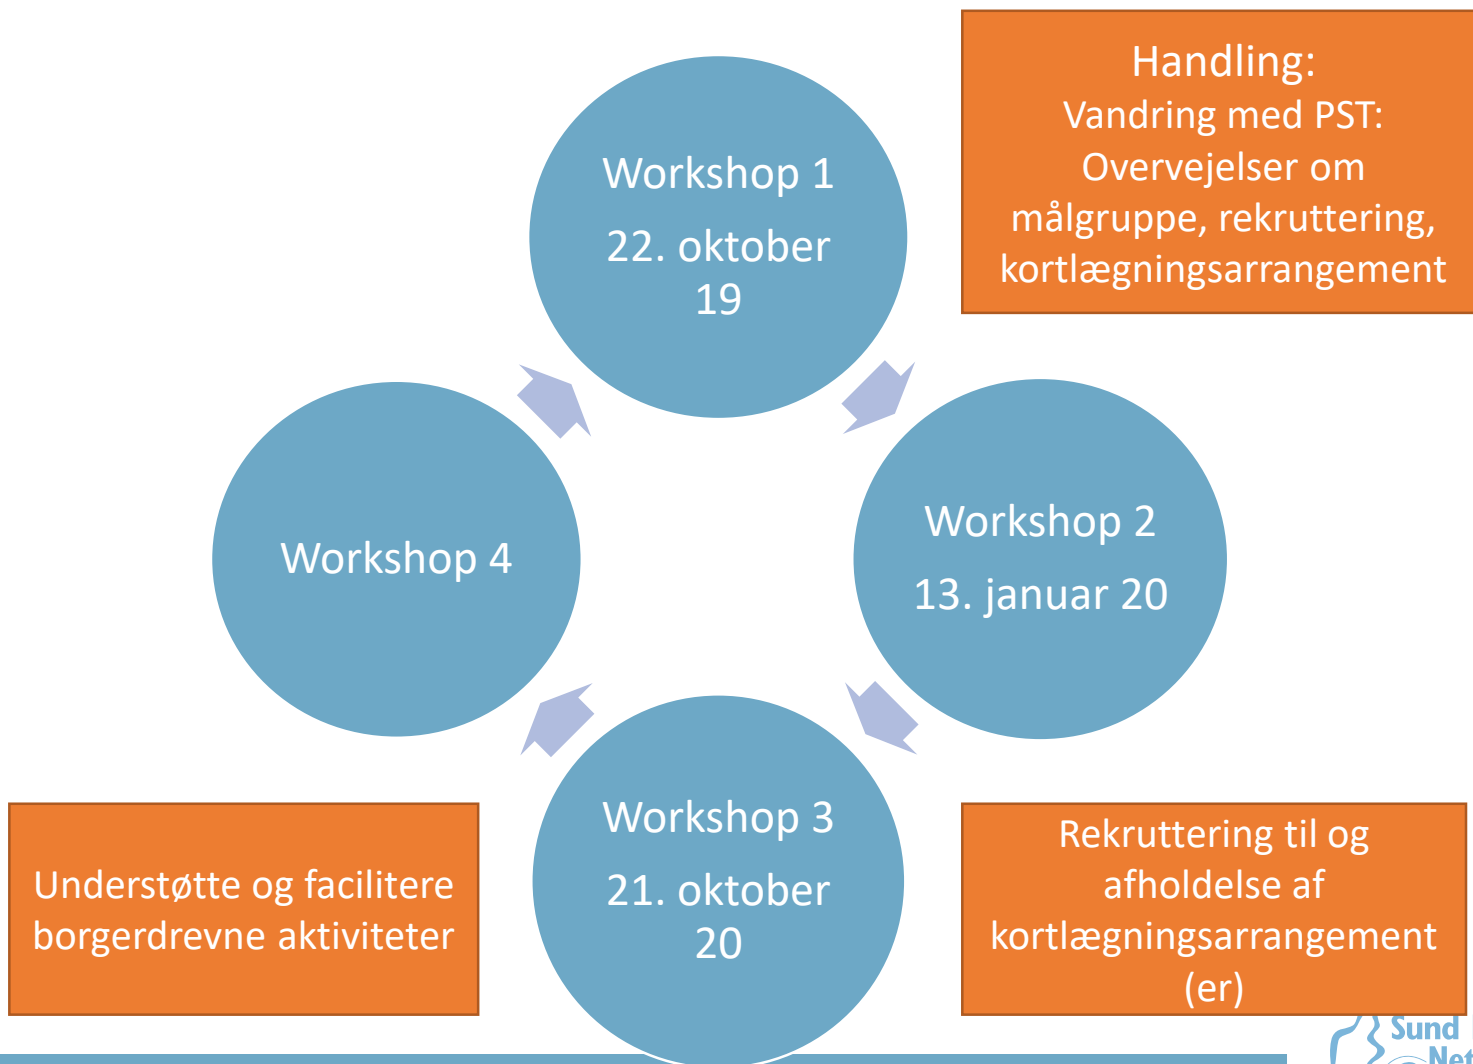 Workshop 1
22. oktober
19
Handling:
Vandring med PST:
Overvejelser om
målgruppe, rekruttering,
kortlægningsarrangement
Workshop 2
13. januar 20
Rekruttering til og
afholdelse af
kortlægningsarrangement
(er)
Workshop 3
21. oktober
20
Understøtte og facilitere
borgerdrevne aktiviteter
Workshop 4
Sund